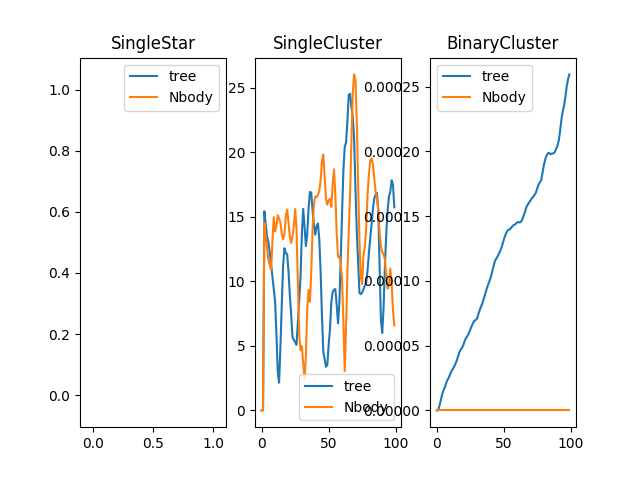 SingleStar
SingleCluster
BinaryCluster
tree
Nbody
1.0
0.8
0.6
0.4
0.2
0.0
0.0 0.5 1.0
25
20
15
10
5
0
tree
Nbody
0 50 100
tree
Nbody
0.00025
0.00020
0.00015
0.00010
0.00005
0.00000
0 50 100